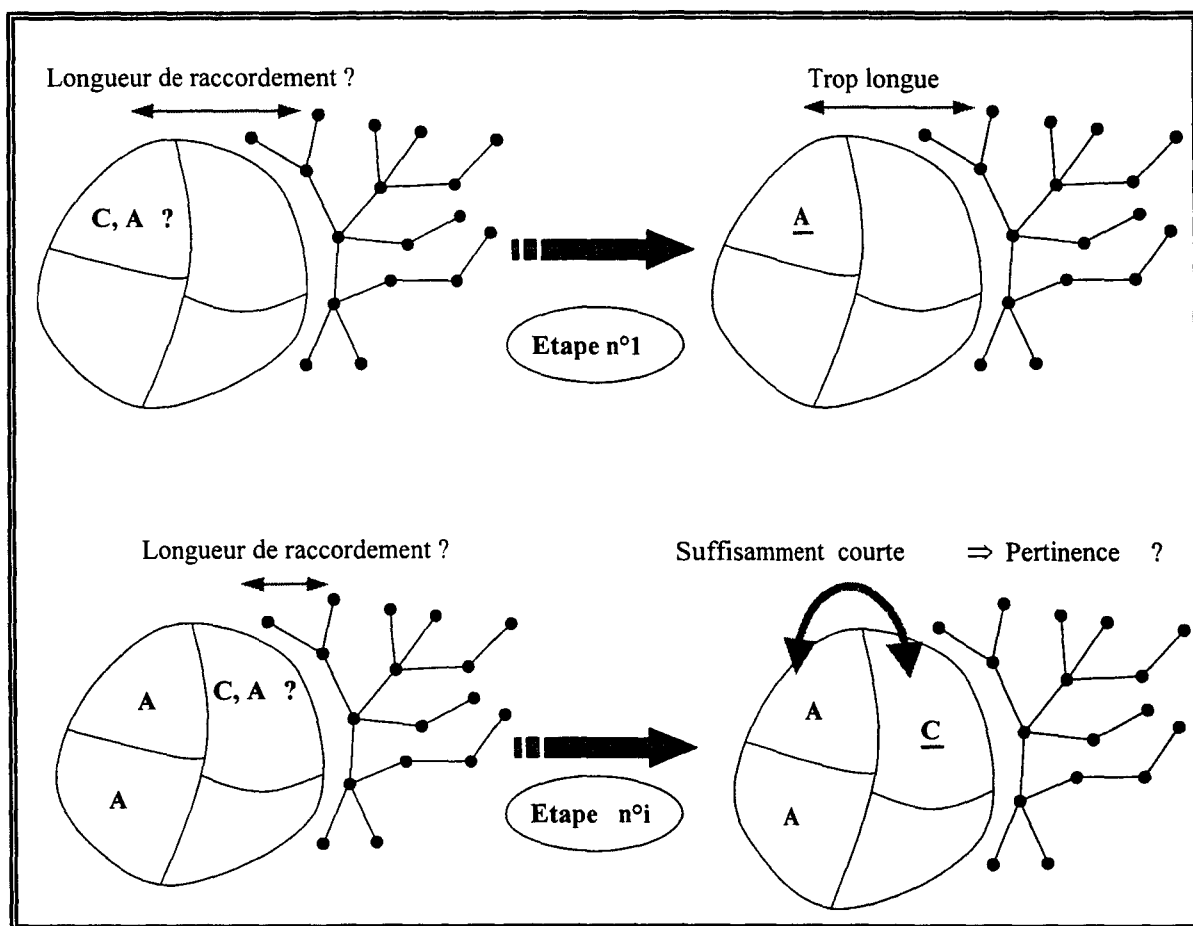 Longueur de raccordement ?
Trop longue
C, A ?
A
Etape n°1
Longueur de raccordement ?
Suffisamment courte ⇒ Pertinence ?
A
C, A ?
A
C
A
A
Etape n°i